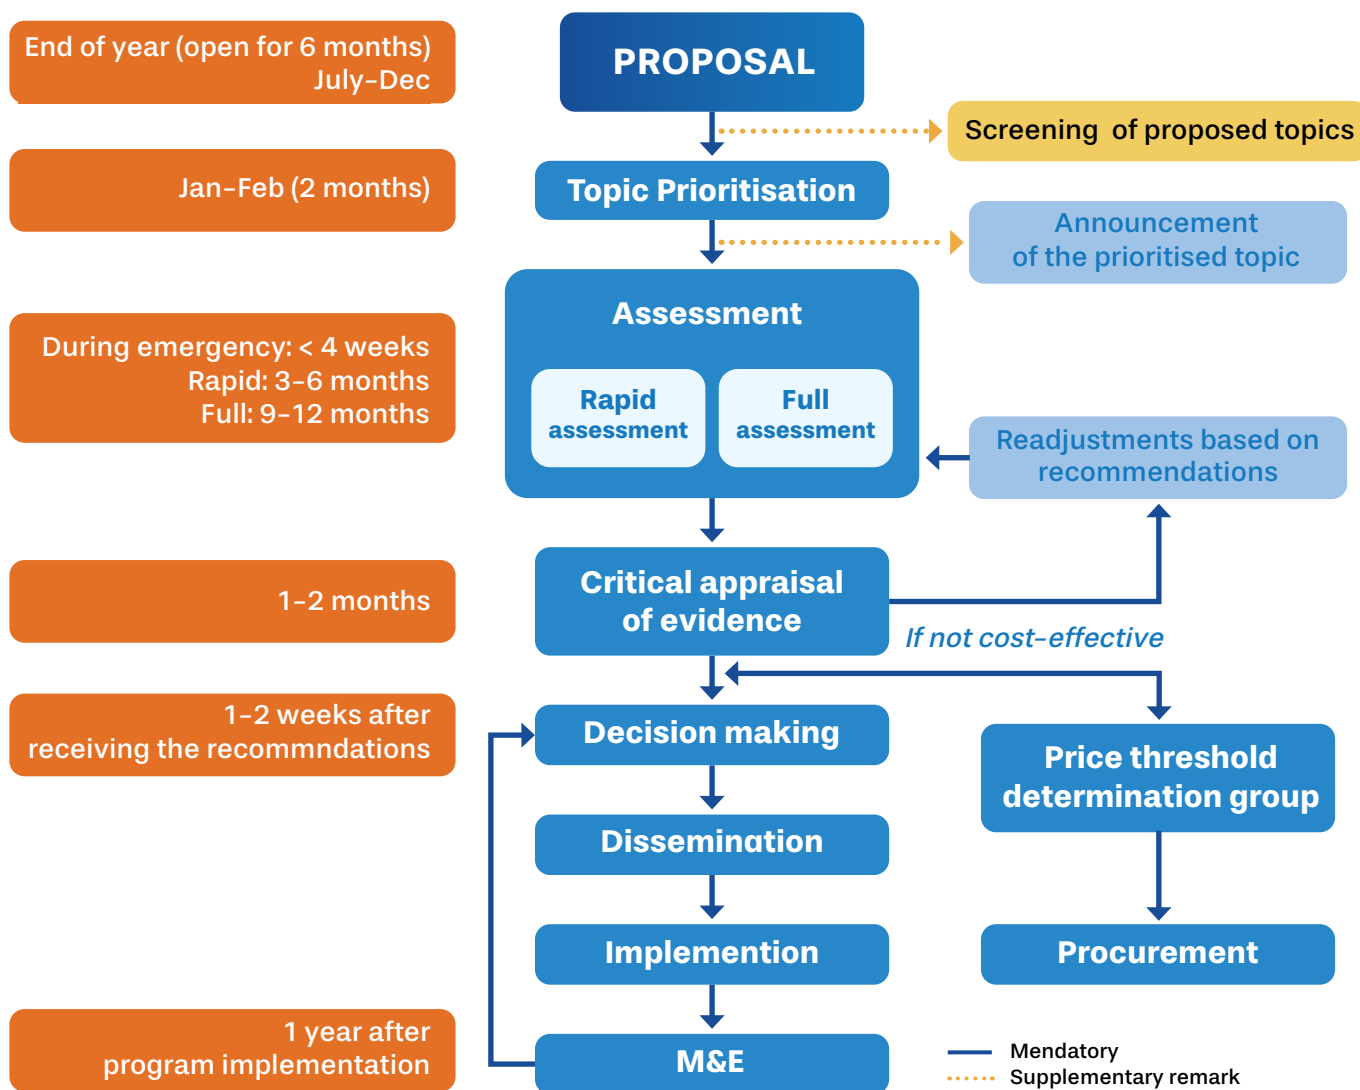 End of year (open for 6 months)
July-Dec
PROPOSAL
Screening of proposed topics
Jan-Feb (2 months)
Topic Prioritisation
Announcement
of the prioritised topic
Assessment
During emergency: < 4 weeks
Rapid: 3-6 months
Full: 9-12 months
Rapid
assessment
Full
assessment
Readjustments based on
recommendations
1-2 months
Critical appraisal
of evidence
If not cost-effective
1-2 weeks after
receiving the recommndations
Decision making
Price threshold
determination group
Dissemination
Implemention
Procurement
1 year after
program implementation
M&E
Mendatory
Supplementary remark